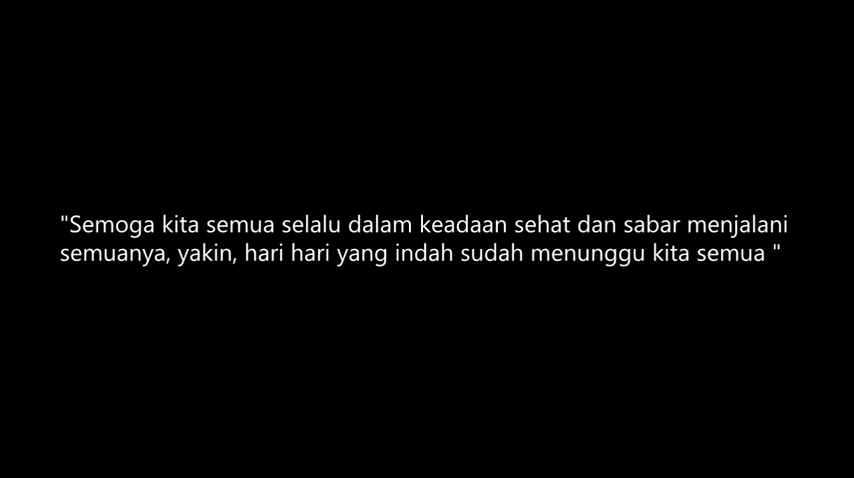 "Semoga kita semua selalu dalam keadaan sehat dan sabar menjalani
semuanya, yakin, hari hari yang indah sudah menunggu kita semua "